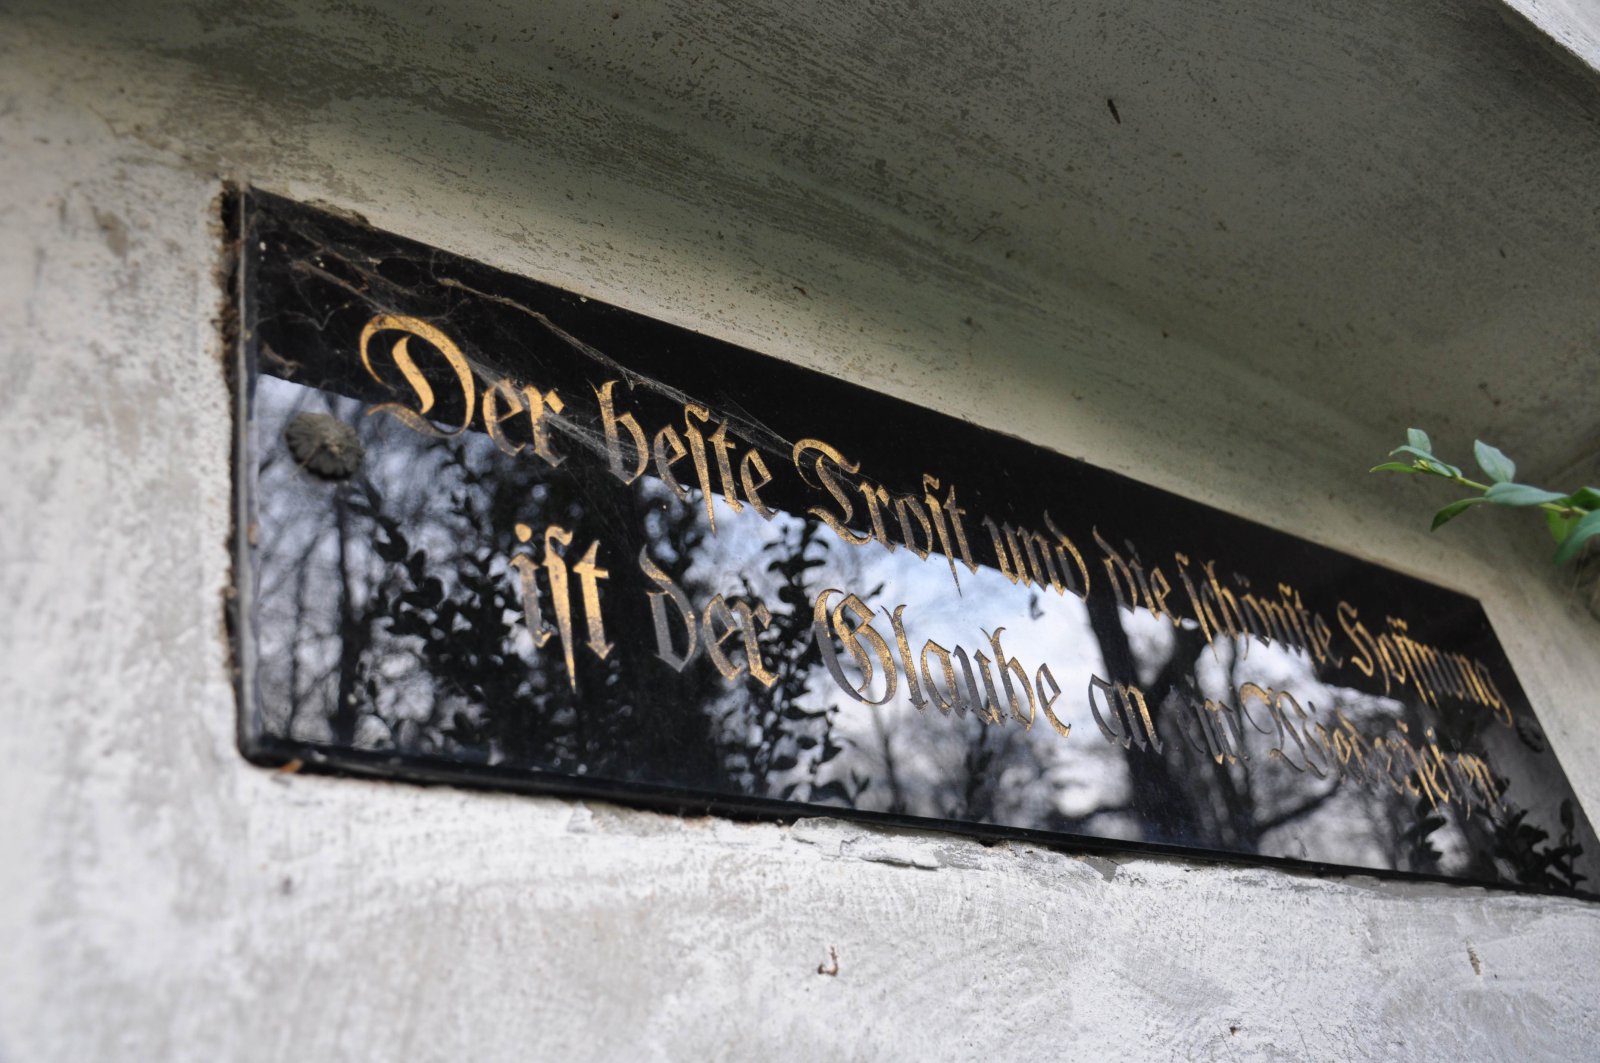 Der beſte Troſt und die ſchönſte Hoffnung
iſt der Glaube an ein Wiederſehen